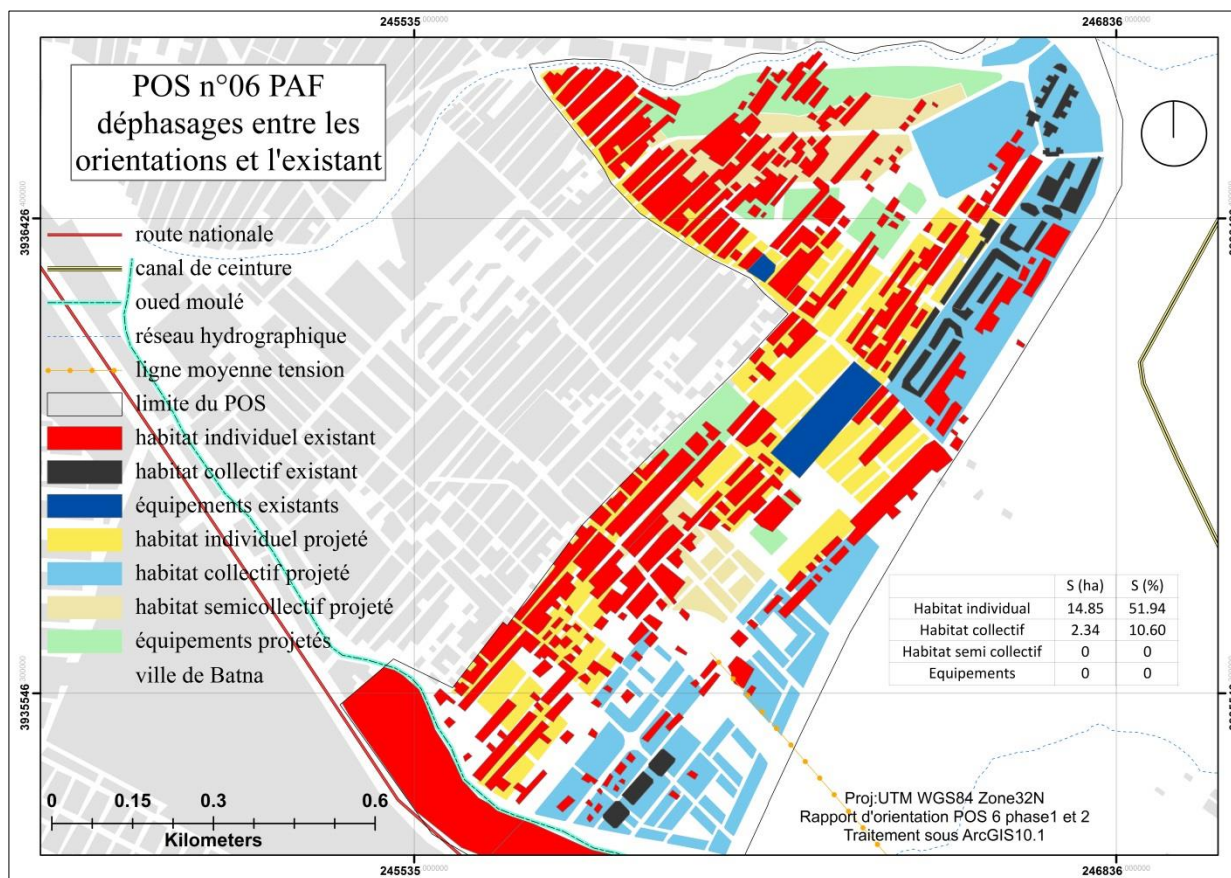 245535.000000
246836.000000
POS n°06 PAF
déphasages entre les
orientations et l'existant
3936426.400000
route nationale
canal de ceinture
oued moulé
réseau hydrographique
ligne moyenne tension
limite du POS
habitat individuel existant
habitat collectif existant
équipements existants
habitat individuel projeté
habitat collectif projeté
habitat semicollectif projeté
équipements projetés
ville de Batna
S (ha) S (%)
Habitat individual 14.85 51.94
Habitat collectif 2.34 10.60
Habitat semi collectif 0 0
Equipements 0 0
3935546
0 0.15 0.3 0.6
Kilometers
Proj:UTM WGS84 Zone32N
Rapport d'orientation POS 6 phase1 et 2
Traitement sous ArcGIS10.1
245535.000000
246836.000000